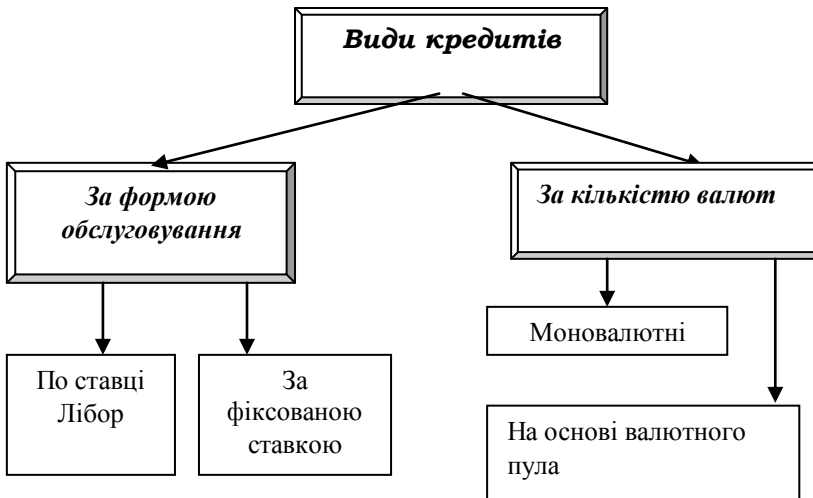 Види кредитів
За формою
обслуговування
За кількістю валют
По ставці
Лібор
За
фіксованою
ставкою
Моновалютні
На основі валютного
пула